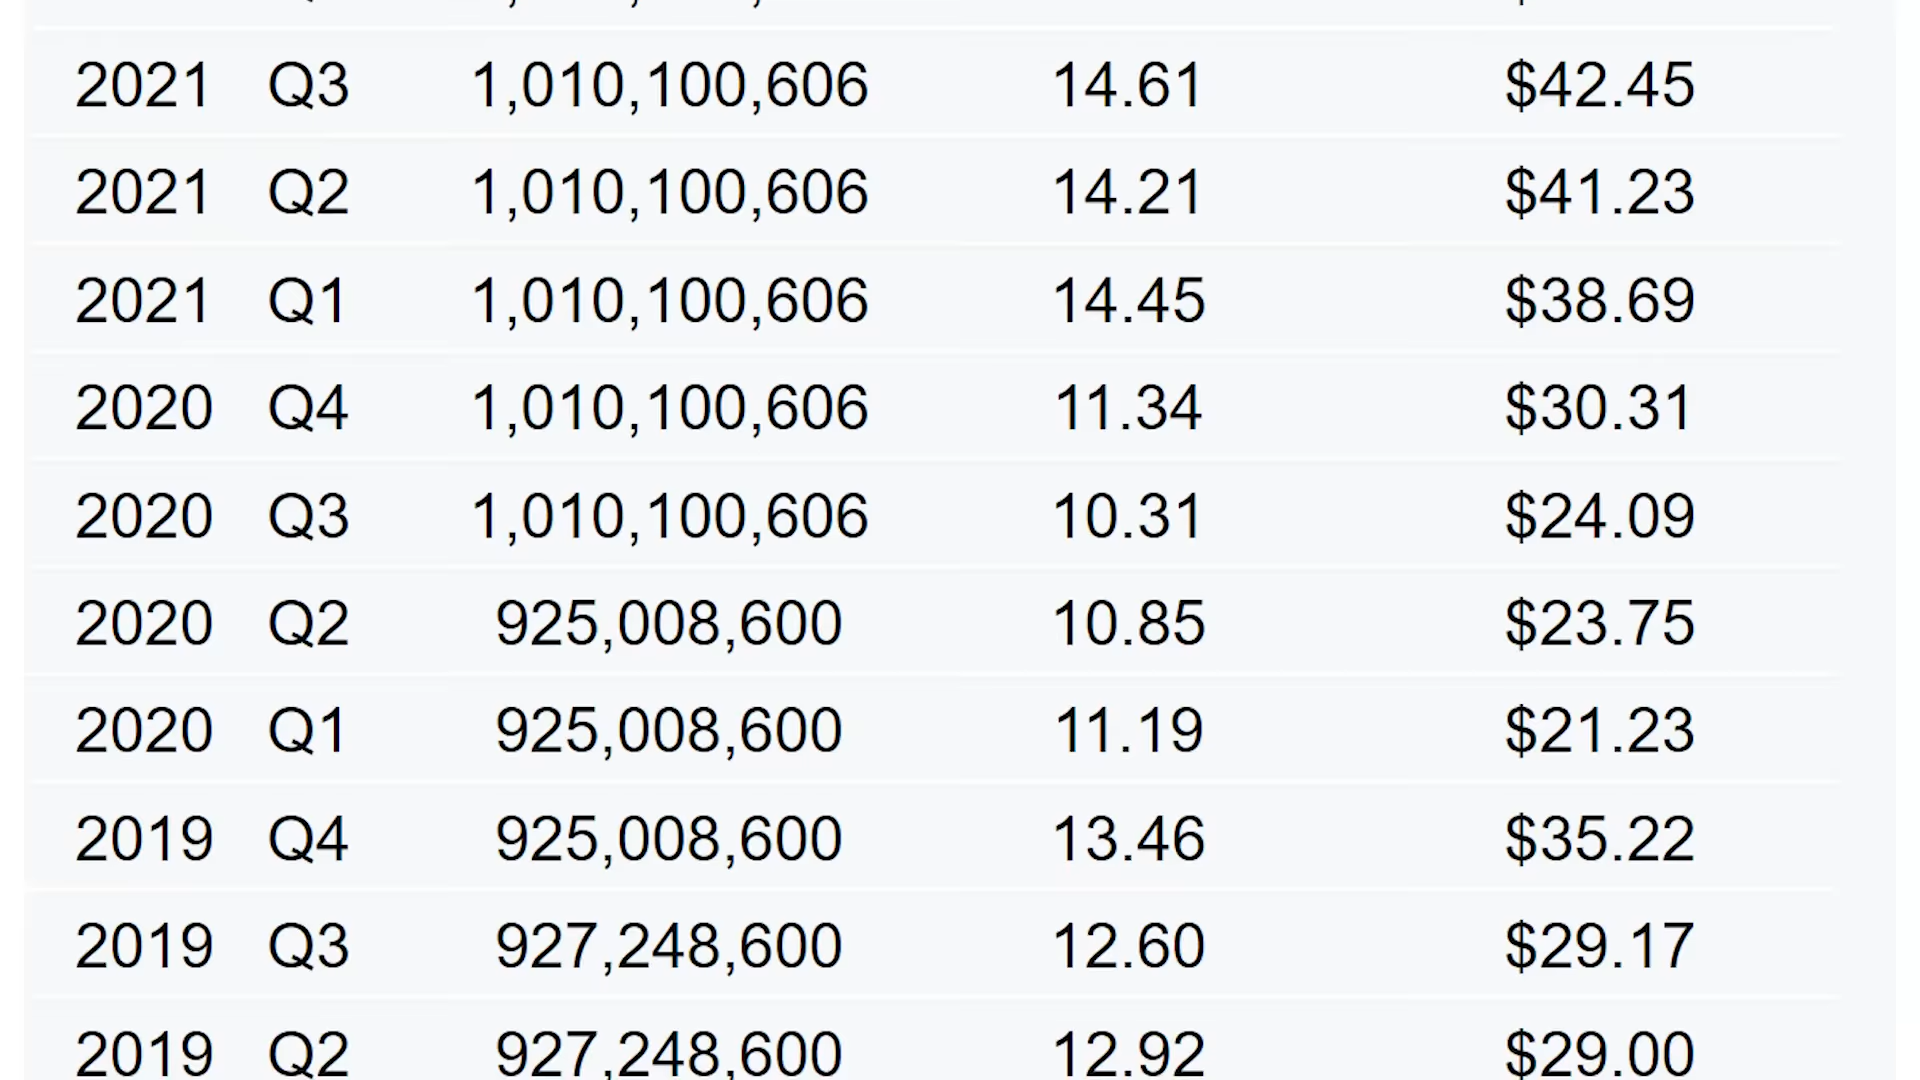 2021 Q3 1,010,100,606 14.61 $42.45
2021 Q2 1,010,100,606 14.21 $41.23
2021 Q1 1,010,100,606 14.45 $38.69
2020 Q4 1,010,100,606 11.34 $30.31
2020 Q3 1,010,100,606 10.31 $24.09
2020 Q2 925,008,600 10.85 $23.75
2020 Q1 925,008,600 11.19 $21.23
2019 Q4 925,008,600 13.46 $35.22
2019 Q3 927,248,600 12.60 $29.17
2019 Q2 927,248,600 12.92 $29.00